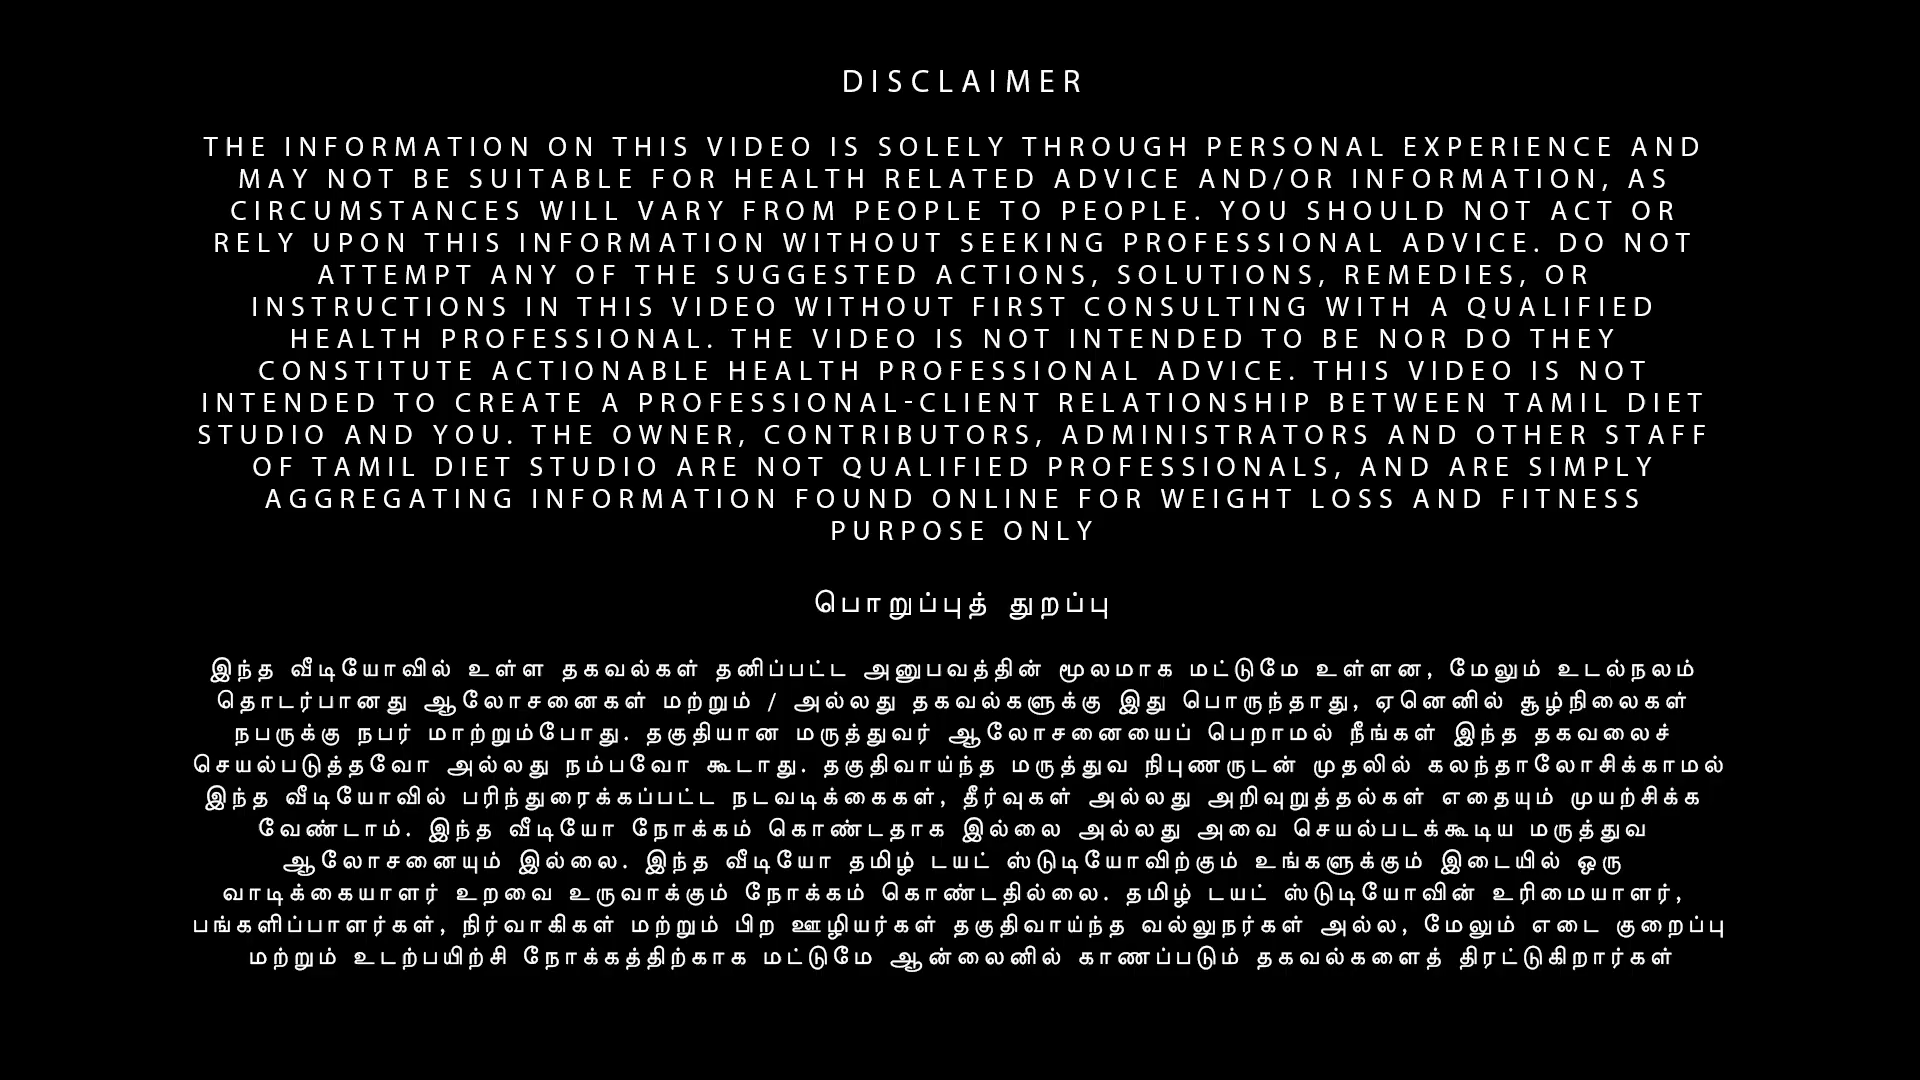 DISCLAIMER
THE INFORMATION ON THIS VIDEO IS SOLELY THROUGH PERSONAL EXPERIENCE AND
MAY NOT BE SUITABLE FOR HEALTH RELATED ADVICE AND/OR INFORMATION, AS
CIRCUMSTANCES WILL VARY FROM PEOPLE TO PEOPLE. YOU SHOULD NOT ACT OR
RELY UPON THIS INFORMATION WITHOUT SEEKING PROFESSIONAL ADVICE. DO NOT
ATTEMPT ANY OF THE SUGGESTED ACTIONS, SOLUTIONS, REMEDIES, OR
INSTRUCTIONS IN THIS VIDEO WITHOUT FIRST CONSULTING WITH A QUALIFIED
HEALTH PROFESSIONAL. THE VIDEO IS NOT INTENDED TO BE NOR DO THEY
CONSTITUTE ACTIONABLE HEALTH PROFESSIONAL ADVICE. THIS VIDEO IS NOT
INTENDED TO CREATE A PROFESSIONAL-CLIENT RELATIONSHIP BETWEEN TAMIL DIET
STUDIO AND YOU. THE OWNER, CONTRIBUTORS, ADMINISTRATORS AND OTHER STAFF
OF TAMIL DIET STUDIO ARE NOT QUALIFIED PROFESSIONALS, AND ARE SIMPLY
AGGREGATING INFORMATION FOUND ONLINE FOR WEIGHT LOSS AND FITNESS
PURPOSE ONLY
பொறுப்புத் துறப்பு
இந்த வீடியோவில் உள்ள தகவல்கள் தனிப்பட்ட அனுபவத்தின் மூலமாக மட்டுமே உள்ளன, மேலும் உடல்நலம்
தொடர்பானது ஆலோசனைகள் மற்றும் / அல்லது தகவல்களுக்கு இது பொருந்தாது, ஏனெனில் சூழ்நிலைகள்
நபருக்கு நபர் மாற்றும்போது. தகுதியான மருத்துவர் ஆலோசனையைப் பெறாமல் நீங்கள் இந்த தகவலைச்
செயல்படுத்தவோ அல்லது நம்பவோ கூடாது. தகுதிவாய்ந்த மருத்துவ நிபுணருடன் முதலில் கலந்தாலோசிக்காமல்
இந்த வீடியோவில் பரிந்துரைக்கப்பட்ட நடவடிக்கைகள், தீர்வுகள் அல்லது அறிவுறுத்தல்கள் எதையும் முயற்சிக்க
வேண்டாம். இந்த வீடியோ நோக்கம் கொண்டதாக இல்லை அல்லது அவை செயல்படக்கூடிய மருத்துவ
ஆலோசனையும் இல்லை. இந்த வீடியோ தமிழ் டயட் ஸ்டுடியோவிற்கும் உங்களுக்கும் இடையில் ஒரு
வாடிக்கையாளர் உறவை உருவாக்கும் நோக்கம் கொண்டதில்லை. தமிழ் டயட் ஸ்டுடியோவின் உரிமையாளர்,
பங்களிப்பாளர்கள், நிர்வாகிகள் மற்றும் பிற ஊழியர்கள் தகுதிவாய்ந்த வல்லுநர்கள் அல்ல, மேலும் எடை குறைப்பு
மற்றும் உடற்பயிற்சி நோக்கத்திற்காக மட்டுமே ஆன்லைனில் காணப்படும் தகவல்களைத் திரட்டுகிறார்கள்